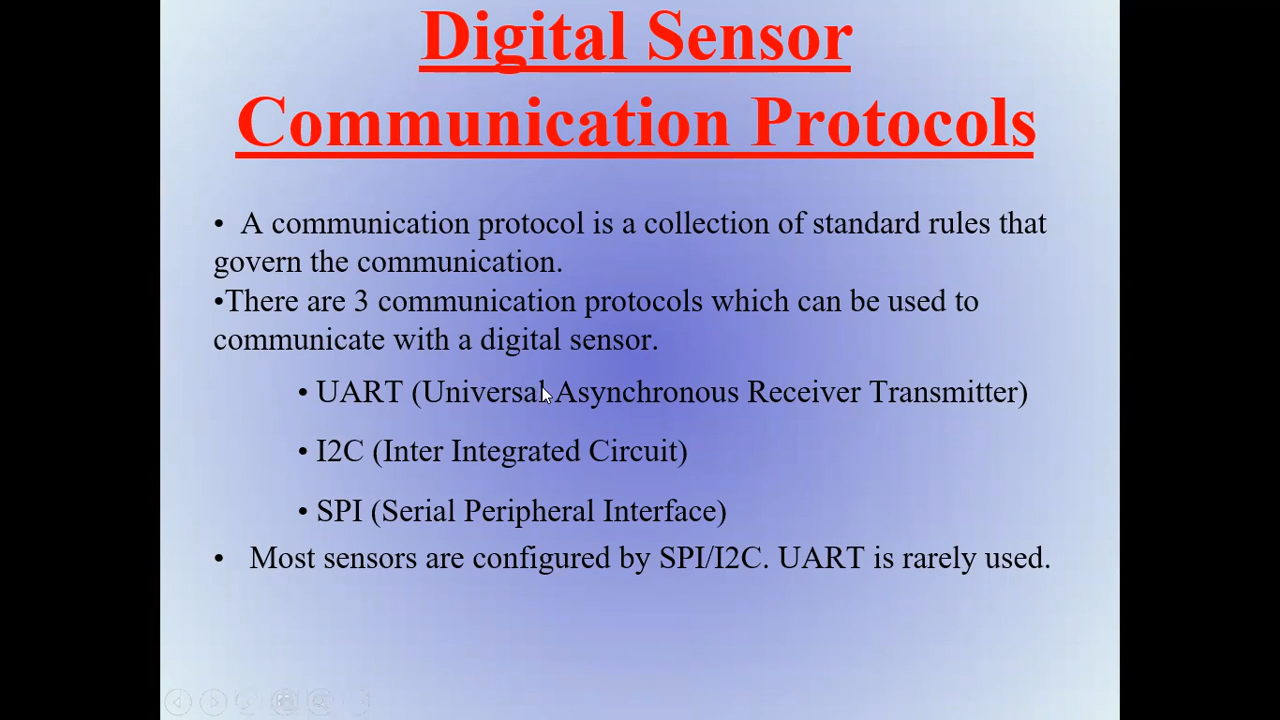 Digital Sensor
Communication Protocols
• A communication protocol is a collection of standard rules that
govern the communication.
•There are 3 communication protocols which can be used to
communicate with a digital sensor.
• UART (Universal Asynchronous Receiver Transmitter)
• I2C (Inter Integrated Circuit)
• SPI (Serial Peripheral Interface)
• Most sensors are configured by SPI/I2C. UART is rarely used.